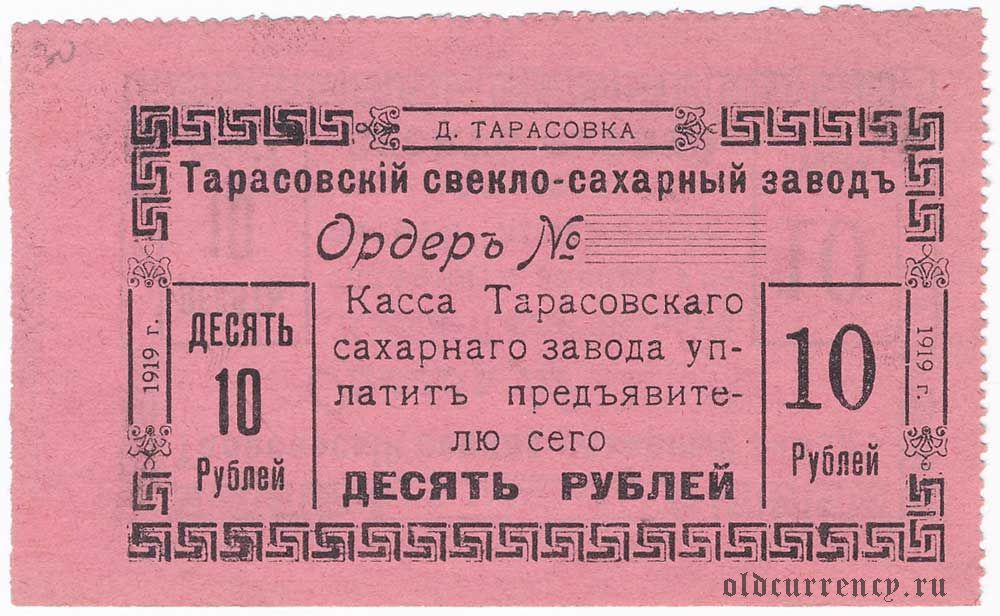 Д. ТАРАСОВКА
Тарасовскій свекло-сахарный заводъ
Ордеръ №
1919 г.
ДЕСЯТЬ
10
Рублей
Касса Тарасовскаго
сахарнаго завода уп-
латитъ предъявите-
лю сего
ДЕСЯТЬ РУБЛЕЙ
10
Рублей
1919 г.
oldcurrency.ru